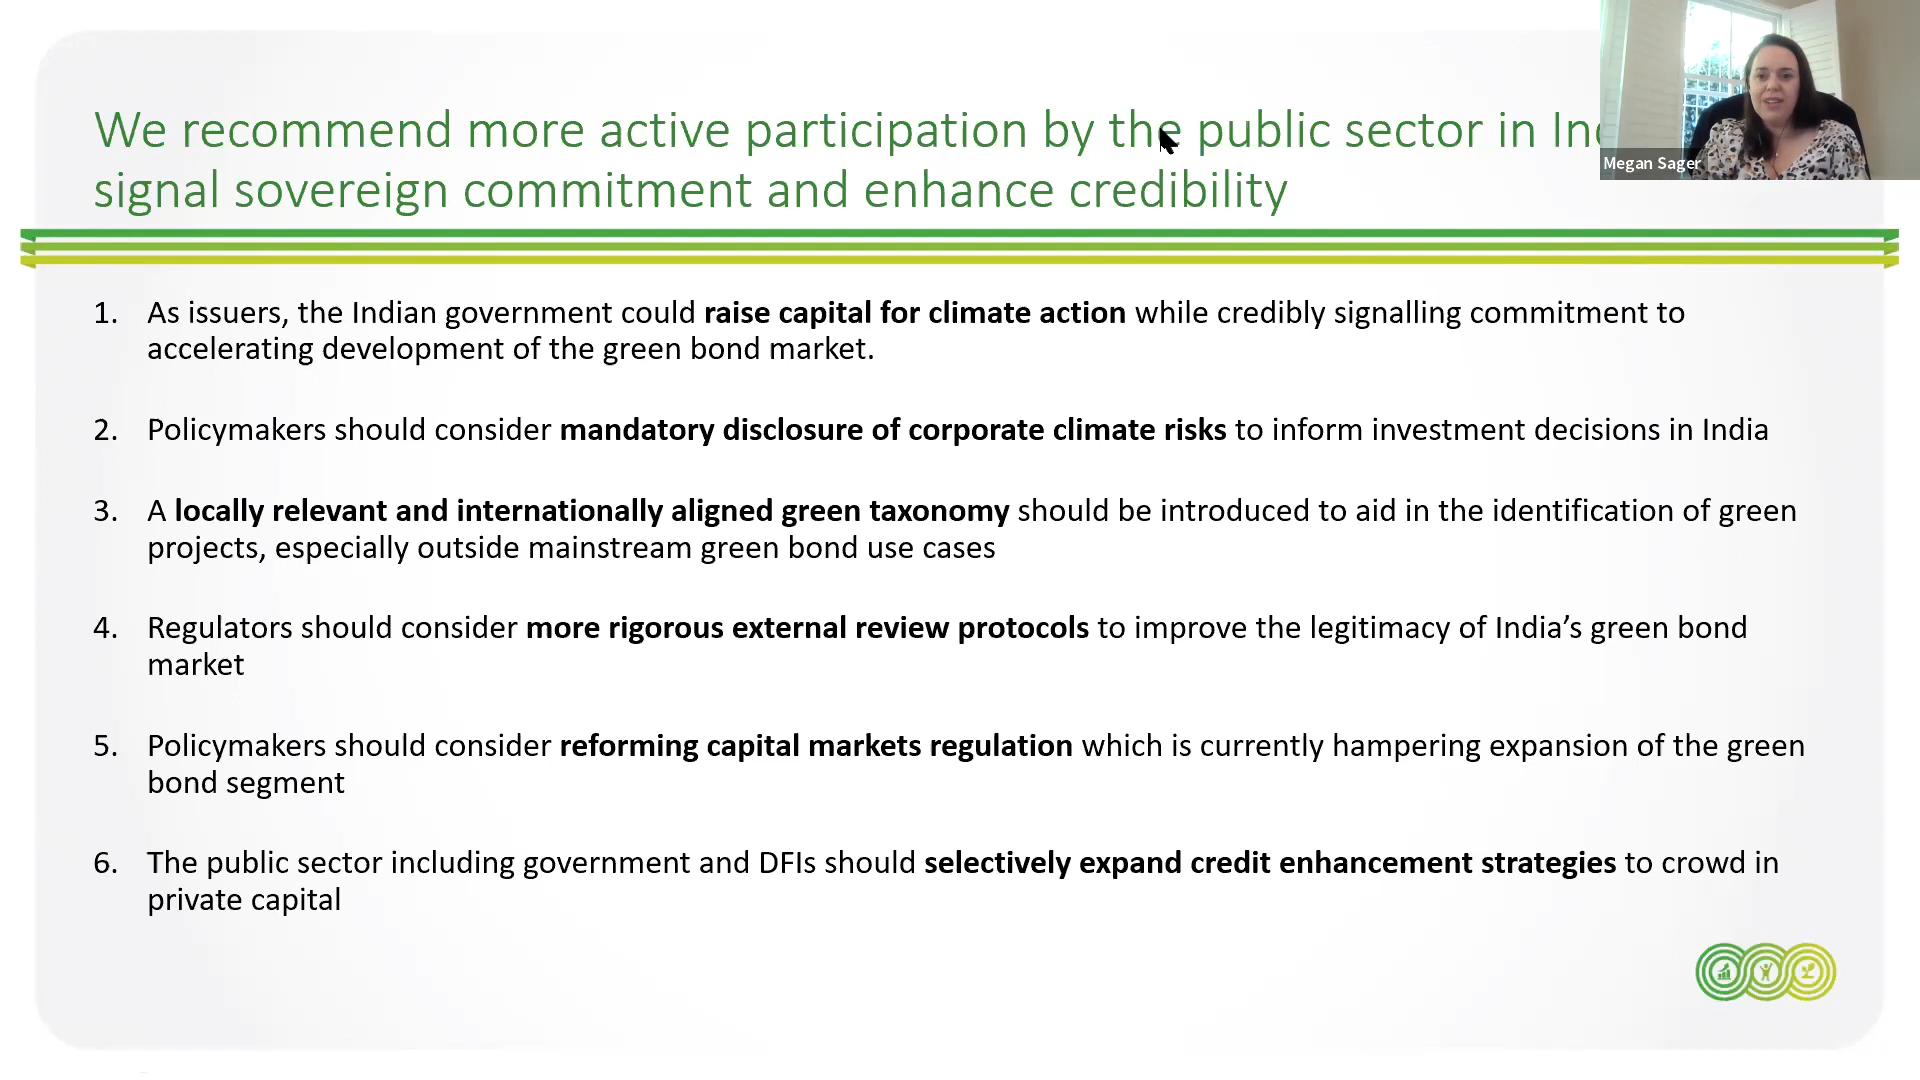 We recommend more active participation by the public sector in
signal sovereign commitment and enhance credibility
Megan Sager
1. As issuers, the Indian government could raise capital for climate action while credibly signalling commitment to
accelerating development of the green bond market.
2. Policymakers should consider mandatory disclosure of corporate climate risks to inform investment decisions in India
3. A locally relevant and internationally aligned green taxonomy should be introduced to aid in the identification of green
projects, especially outside mainstream green bond use cases
4. Regulators should consider more rigorous external review protocols to improve the legitimacy of India’s green bond
market
5. Policymakers should consider reforming capital markets regulation which is currently hampering expansion of the green
bond segment
6. The public sector including government and DFIs should selectively expand credit enhancement strategies to crowd in
private capital